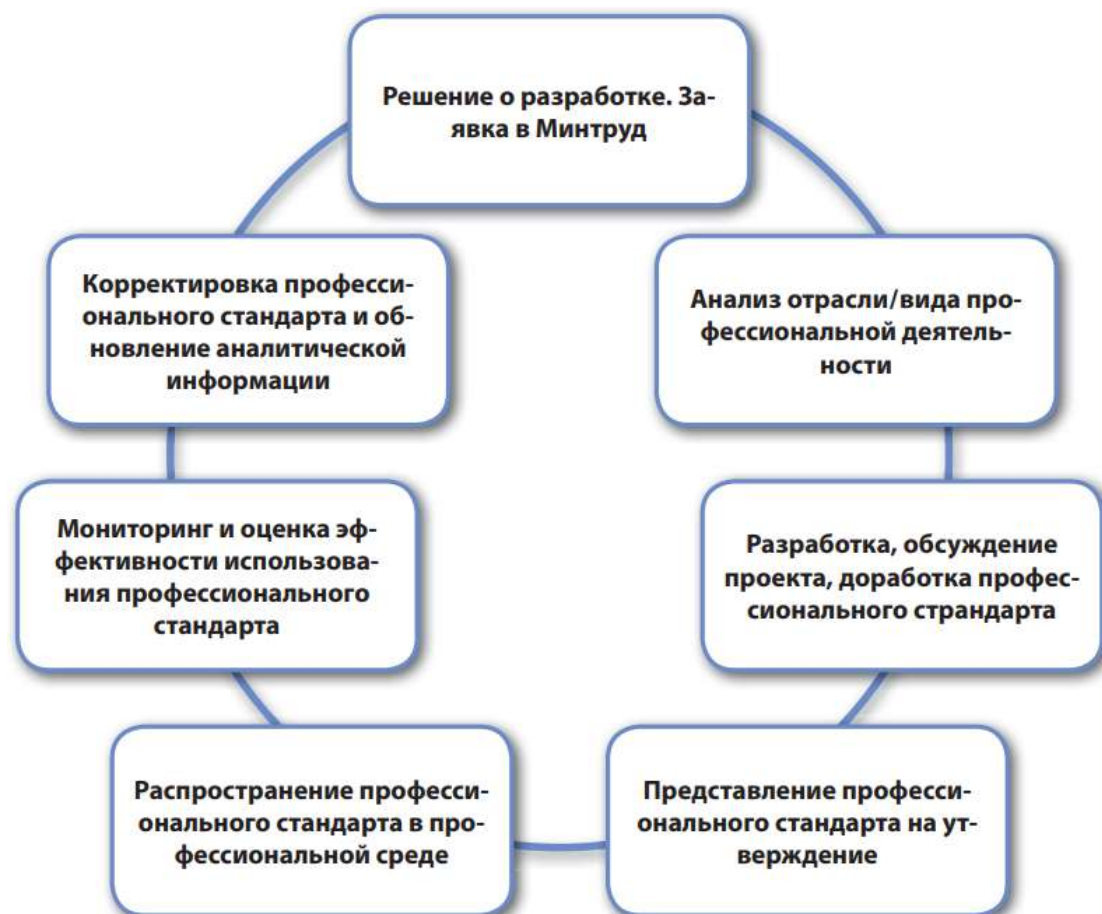 Решение о разработке. За-
явка в Минтруд
Анализ отрасли/вида про-
фессиональной деятель-
ности
Разработка, обсуждение
проекта, доработка профес-
сионального страндарта
Представление професси-
онального стандарта на ут-
верждение
Распространение професси-
онального стандарта в про-
фессиональной среде
Мониторинг и оценка эф-
фективности использова-
ния профессионального
стандарта
Корректировка професси-
онального стандарта и об-
новление аналитической
информации